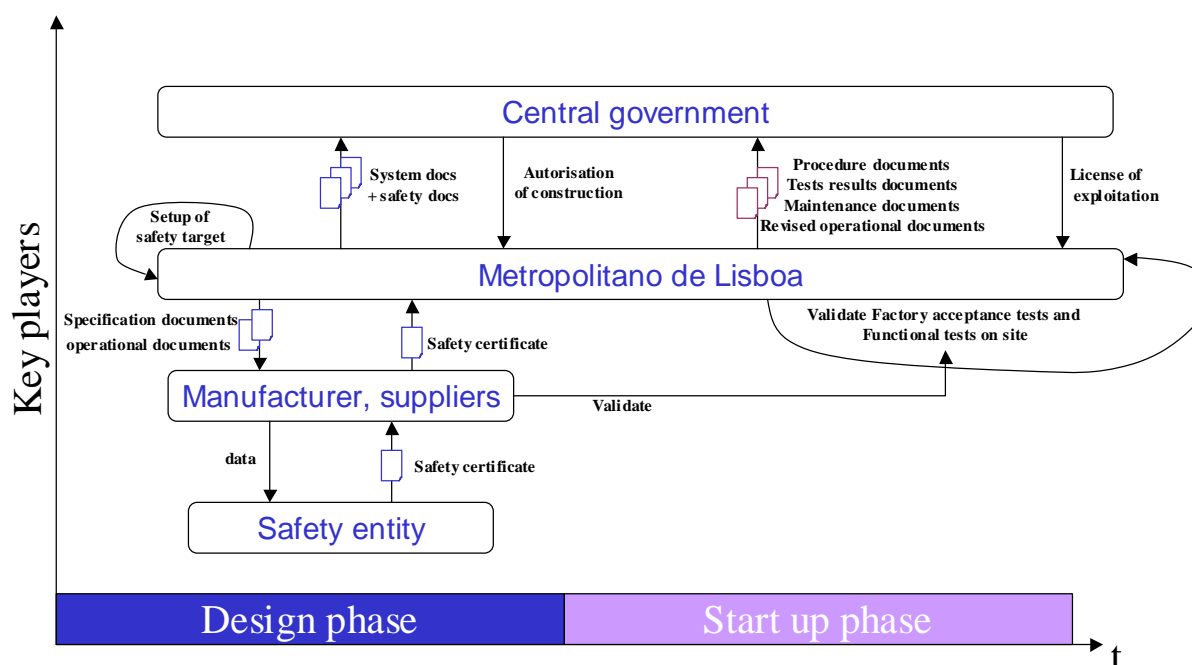 Central government
System docs
+ safety docs
Autorisation
of construction
Procedure documents
Tests results documents
Maintenance documents
Revised operational documents
License of
exploitation
Setup of
safety target
Metropolitano de Lisboa
Specification documents
operational documents
Safety certificate
Validate Factory acceptance tests and
Functional tests on site
Manufacturer, suppliers
Validate
data
Safety certificate
Safety entity
Key players
Design phase
Start up phase
t